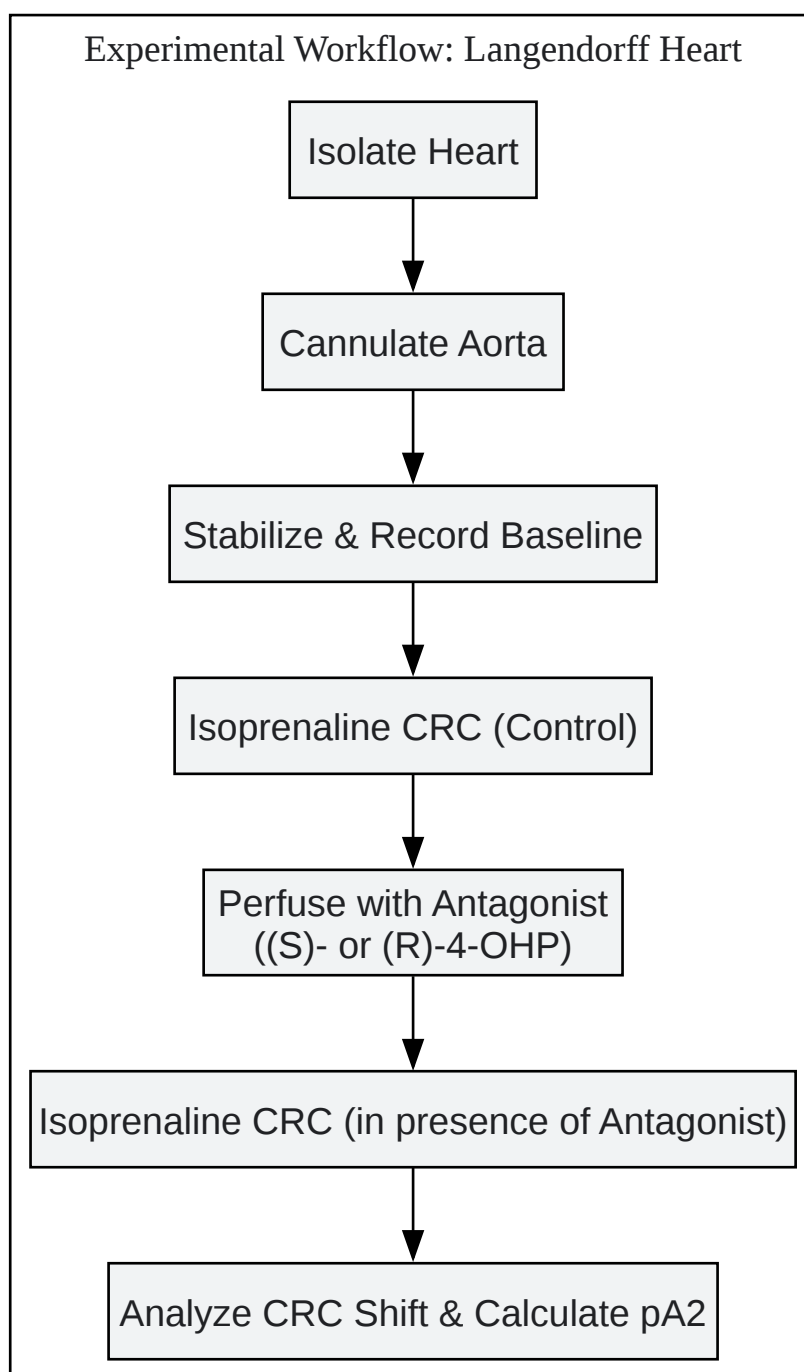 Experimental Workflow: Langendorff Heart
Isolate Heart
Cannulate Aorta
Stabilize & Record Baseline
Isoprenaline CRC (Control)
Perfuse with Antagonist
((S)- or (R)-4-OHP)
Isoprenaline CRC (in presence of Antagonist)
Analyze CRC Shift & Calculate pA2